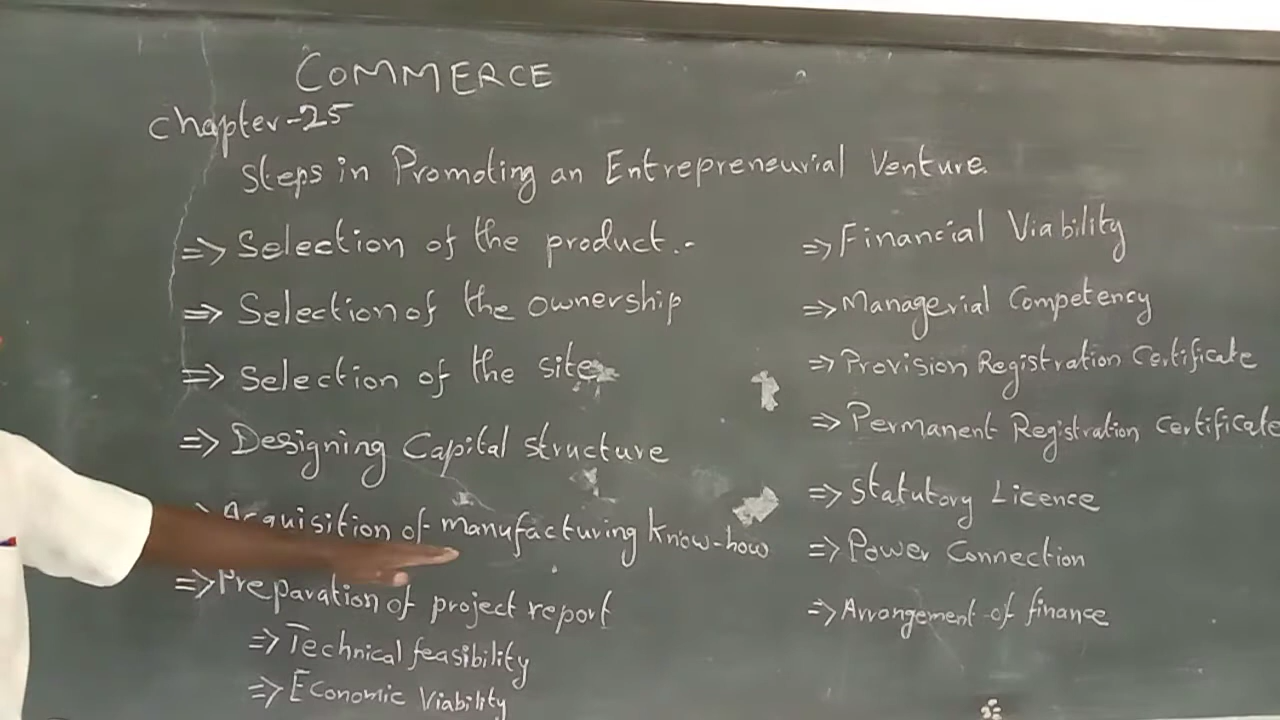 COMMERCE
Chapter-25
Steps in Promoting an Entrepreneurial Venture.
=> Selection of the product.-
=> Selection of the ownership
=> Selection of the site
=> Designing Capital structure
=> Acquisition of manufacturing know-how
=> Preparation of project report
=> Technical feasibility
=> Economic Viability
=> Financial Viability
=> Managerial Competency
=> Provision Registration Certificate
=> Permanent Registration Certificate
=> Statutory Licence
=> Power Connection
=> Arrangement of finance